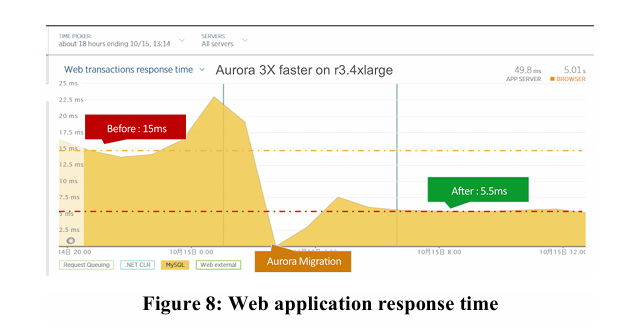 TIME PICKER
about 18 hours ending 10/15, 13:14
SERVERS
All servers
Web transactions response time
Aurora 3X faster on r3.4xlarge
49.8 ms
APP SERVER
5.01 s
BROWSER
25 ms
22.5 ms
20 ms
17.5 ms
Before : 15ms
15 ms
12.5 ms
10 ms
7.5 ms
After : 5.5ms
5 ms
2.5 ms
14日 20:00
10月15日 0:00
10月15日 8:00
10月15日 12:00
Aurora Migration
Request Queuing
.NET CLR
MySQL
Web external
Figure 8: Web application response time